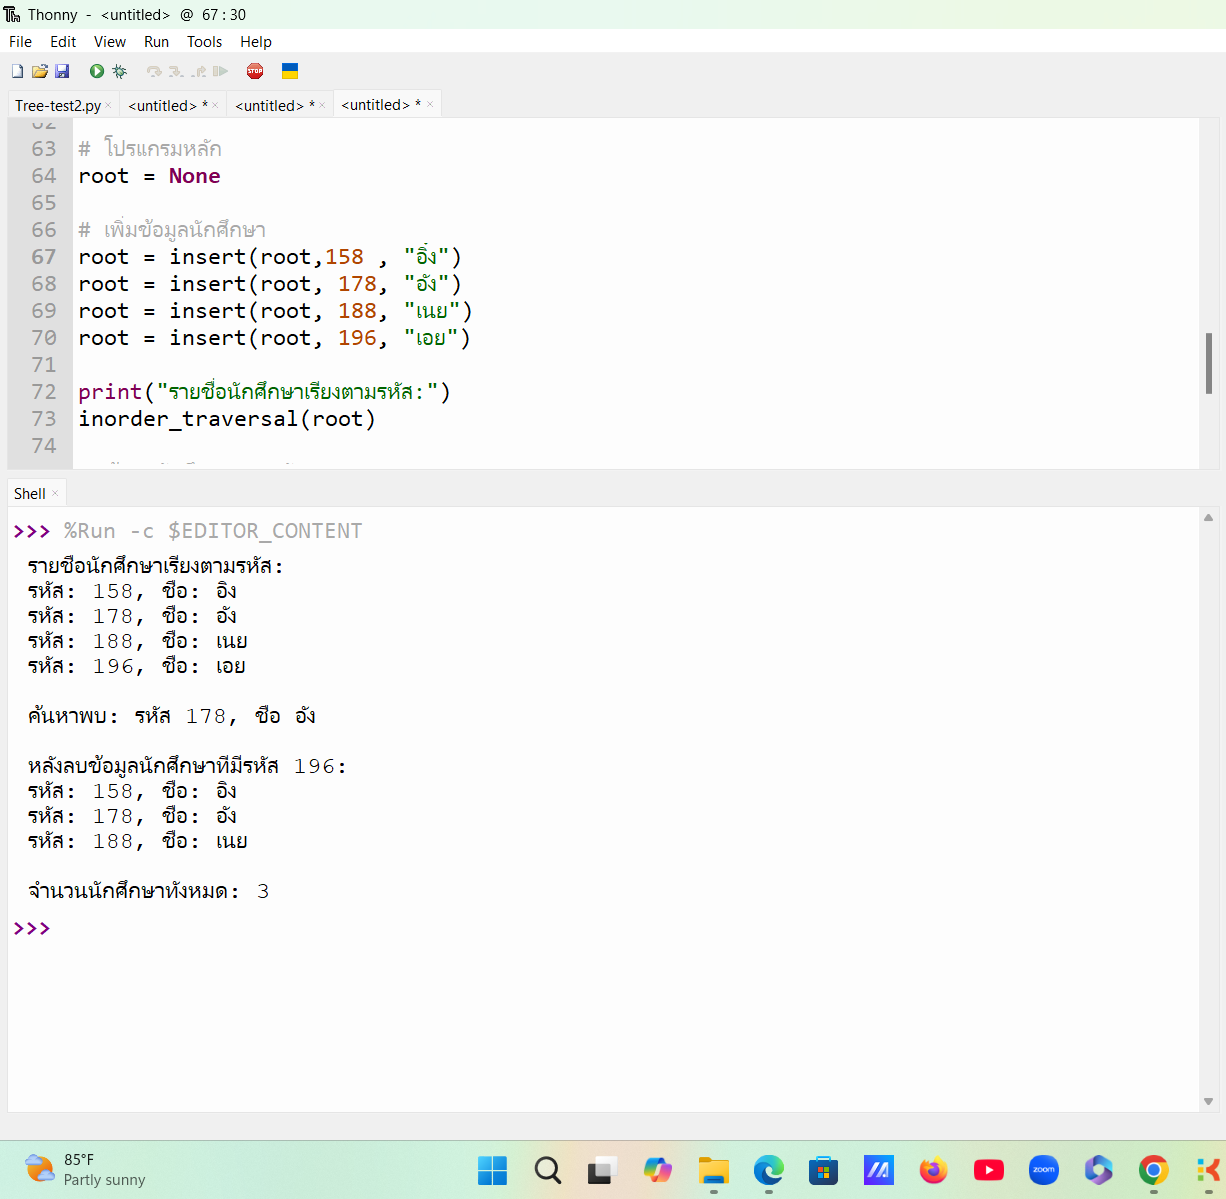 Thonny - <untitled> @ 67 : 30
File Edit View Run Tools Help
STOP
Tree-test2.py × <untitled> * × <untitled> * × <untitled> * ×
62
63 # โปรแกรมหลัก
64 root = None
65
66 # เพิ่มข้อมูลนักศึกษา
67 root = insert(root,158 , "อิ๋ง")
68 root = insert(root, 178, "อัง")
69 root = insert(root, 188, "เนย")
70 root = insert(root, 196, "เอย")
71
72 print("รายชื่อนักศึกษาเรียงตามรหัส:")
73 inorder_traversal(root)
74
Shell ×
>>> %Run -c $EDITOR_CONTENT
รายชื่อนักศึกษาเรียงตามรหัส:
รหัส: 158, ชื่อ: อิ๋ง
รหัส: 178, ชื่อ: อัง
รหัส: 188, ชื่อ: เนย
รหัส: 196, ชื่อ: เอย
ค้นหาพบ: รหัส 178, ชื่อ อัง
หลังลบข้อมูลนักศึกษาที่มีรหัส 196:
รหัส: 158, ชื่อ: อิ๋ง
รหัส: 178, ชื่อ: อัง
รหัส: 188, ชื่อ: เนย
จำนวนนักศึกษาทั้งหมด: 3
>>>
85°F
Partly sunny
zoom